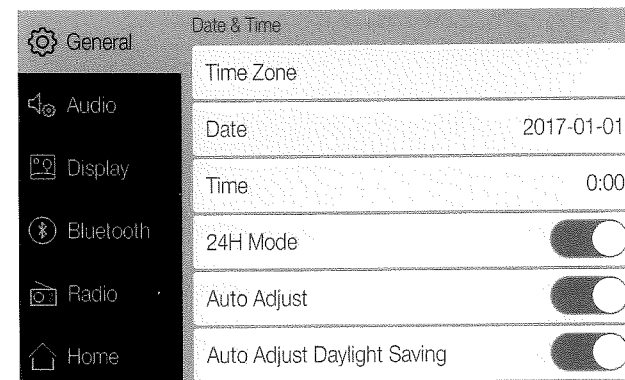 General
Audio
Display
Bluetooth
Radio
Home
Date & Time
Time Zone
Date 2017-01-01
Time 0:00
24H Mode
Auto Adjust
Auto Adjust Daylight Saving